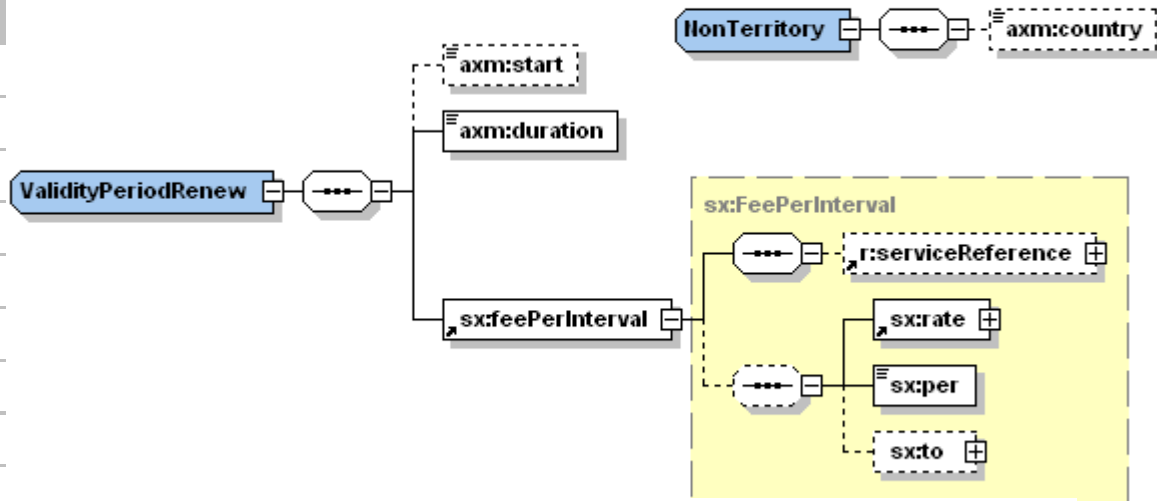 NonTerritory
axm:country
axm:start
axm:duration
ValidityPeriodRenew
sx:FeePerInterval
r:serviceReference
sx:feePerInterval
sx:rate
sx:per
sx:to